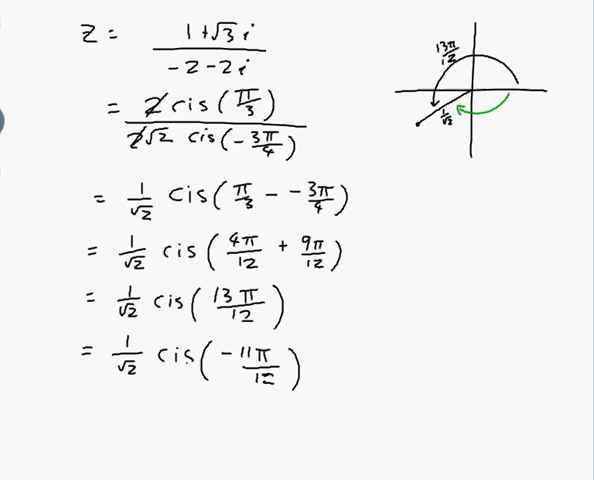 z = (1+√3 i)/(-2-2i)
= (2 cis(π/3))/(2√2 cis(-3π/4))
= 1/√2 cis(π/3 - -3π/4)
= 1/√2 cis(4π/12 + 9π/12)
= 1/√2 cis(13π/12)
= 1/√2 cis(-11π/12)
13π/12
1/√2